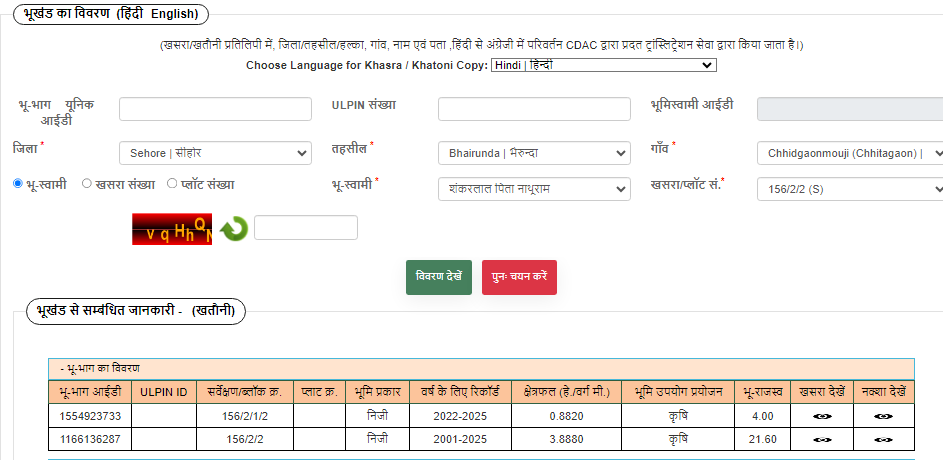 भूखंड का विवरण (हिंदी English)
(खसरा/खतौनी प्रतिलिपी में, जिला/तहसील/हल्का, गांव, नाम एवं पता ,हिंदी से अंग्रेजी में परिवर्तन CDAC द्वारा प्रदत ट्रांस्लिट्रेशन सेवा द्वारा किया जाता है।)
Choose Language for Khasra / Khatoni Copy: Hindi | हिन्दी
भू-भाग यूनिक आईडी ULPIN संख्या भूमिस्वामी आईडी
जिला * Sehore | सीहोर तहसील * Bhairunda | भैरुन्दा गाँव * Chhidgaonmouji (Chhitagaon) |
भू-स्वामी खसरा संख्या प्लॉट संख्या भू-स्वामी * शंकरलाल पिता नाथूराम खसरा/प्लॉट सं.* 156/2/2 (S)
v q H h Q
विवरण देखें पुनः चयन करें
भूखंड से सम्बंधित जानकारी - (खतौनी)
- भू-भाग का विवरण
भू-भाग आईडी ULPIN ID सर्वेक्षण/ब्लॉक क्र. प्लाट क्र. भूमि प्रकार वर्ष के लिए रिकॉर्ड क्षेत्रफल (हे./वर्ग मी.) भूमि उपयोग प्रयोजन भू-राजस्व खसरा देखें नक्शा देखें
1554923733 156/2/1/2 निजी 2022-2025 0.8820 कृषि 4.00
1166136287 156/2/2 निजी 2001-2025 3.8880 कृषि 21.60